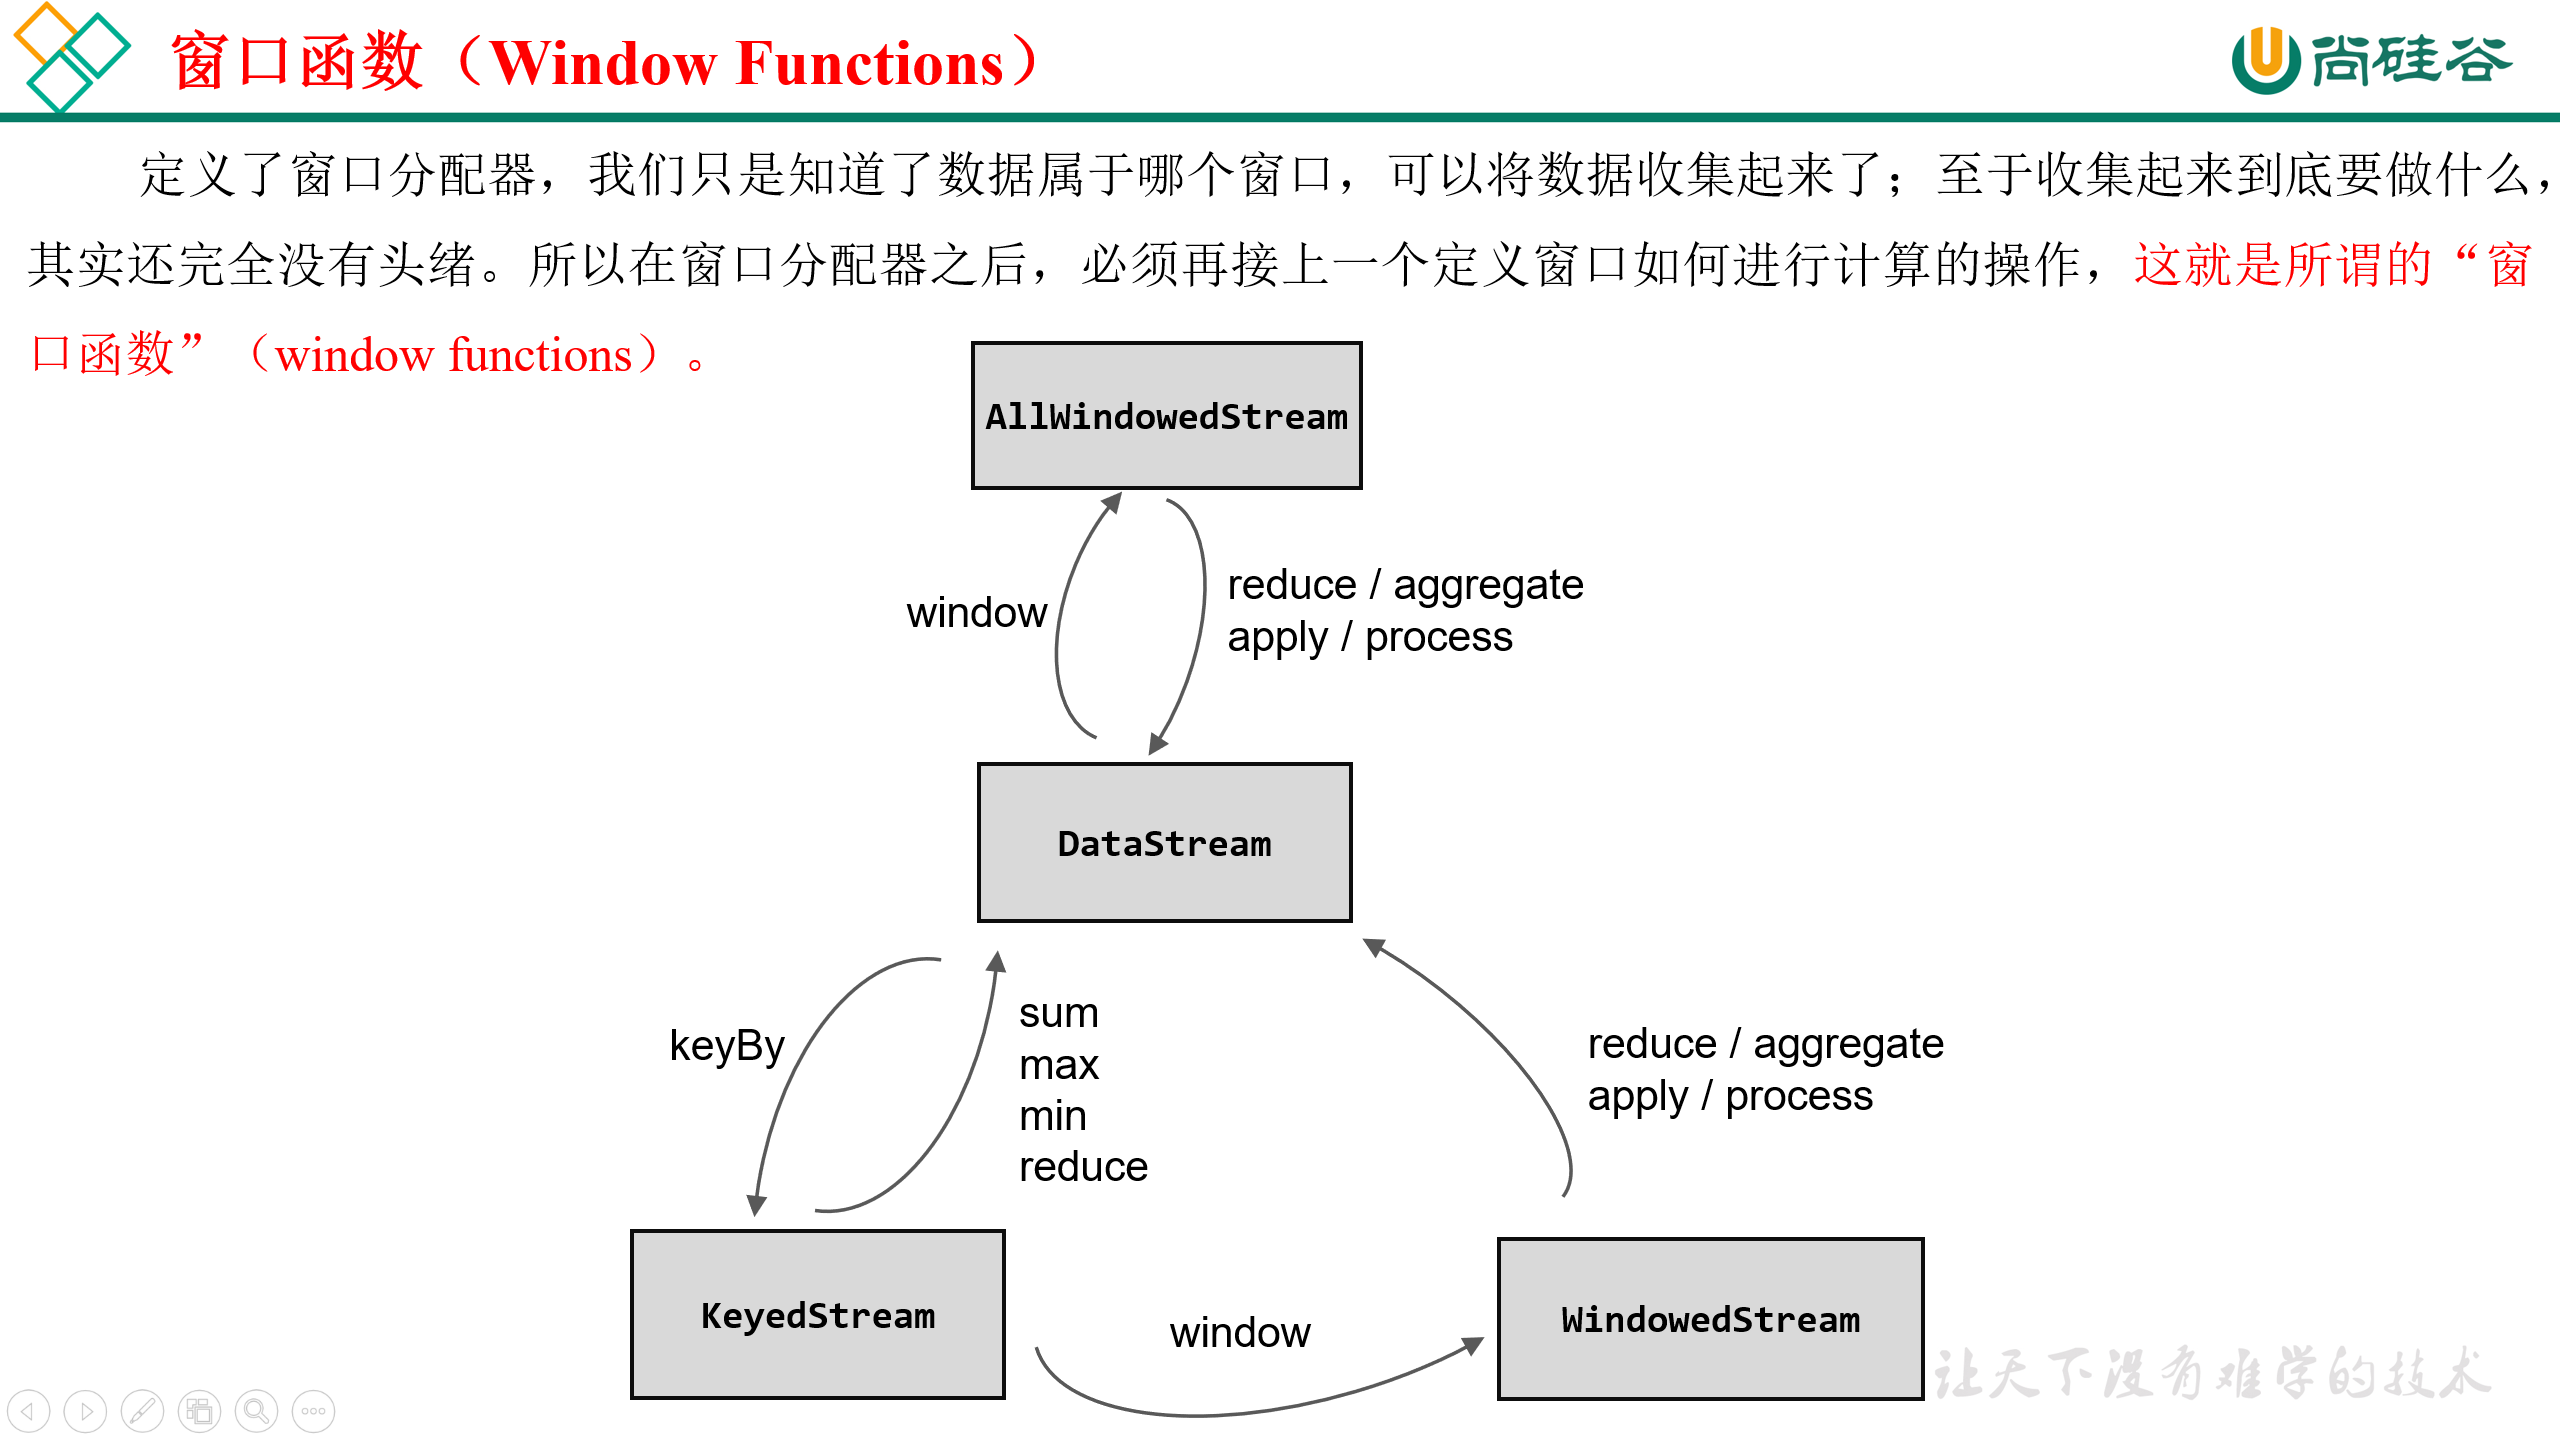 窗口函数（Window Functions）
尚硅谷
定义了窗口分配器，我们只是知道了数据属于哪个窗口，可以将数据收集起来了；至于收集起来到底要做什么，
其实还完全没有头绪。所以在窗口分配器之后，必须再接上一个定义窗口如何进行计算的操作，这就是所谓的“窗
口函数”（window functions）。
AllWindowedStream
window
reduce / aggregate
apply / process
DataStream
keyBy
sum
max
min
reduce
reduce / aggregate
apply / process
KeyedStream
window
WindowedStream
让天下没有难学的技术